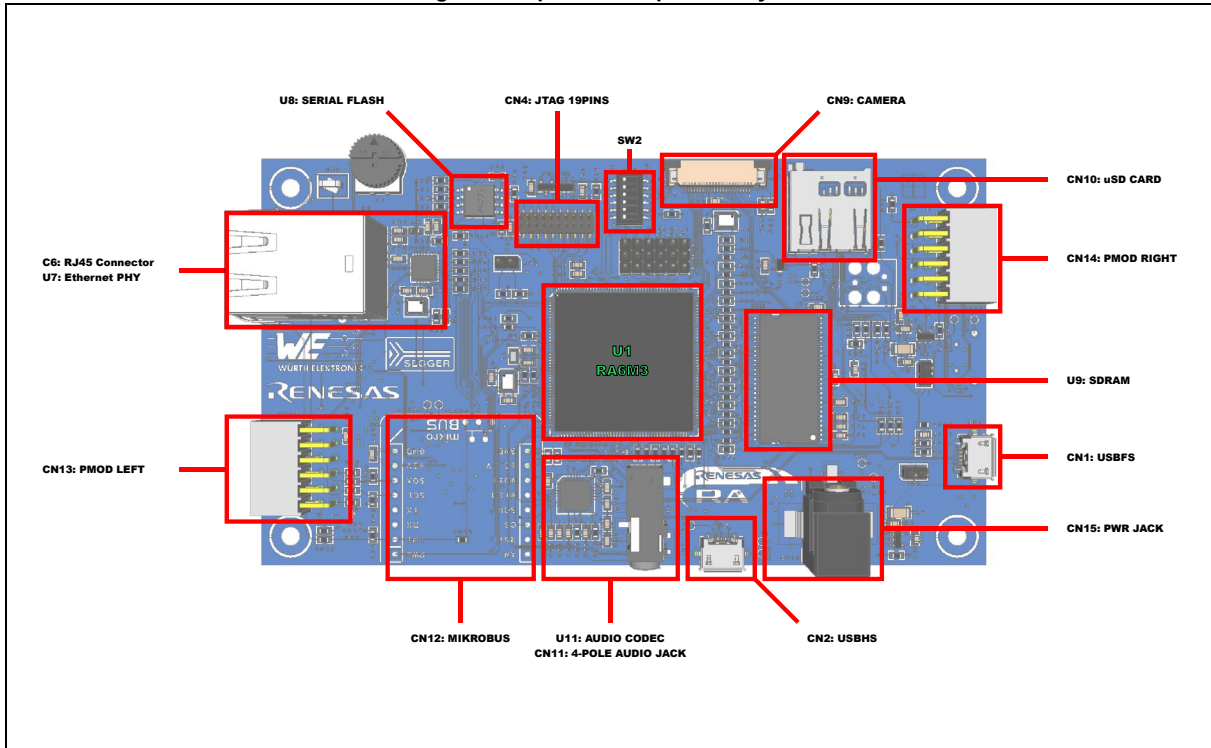 U8: SERIAL FLASH
CN4: JTAG 19PINS
CN9: CAMERA
SW2
CN10: uSD CARD
C6: RJ45 Connector
U7: Ethernet PHY
CN14: PMOD RIGHT
U1
RA6M3
WE
WÜRTH ELEKTRONIK
SEGGER
RENESAS
U9: SDRAM
mikro
BUS
CN13: PMOD LEFT
RENESAS
RA
CN1: USBFS
CN15: PWR JACK
CN12: MIKROBUS
U11: AUDIO CODEC
CN11: 4-POLE AUDIO JACK
CN2: USBHS